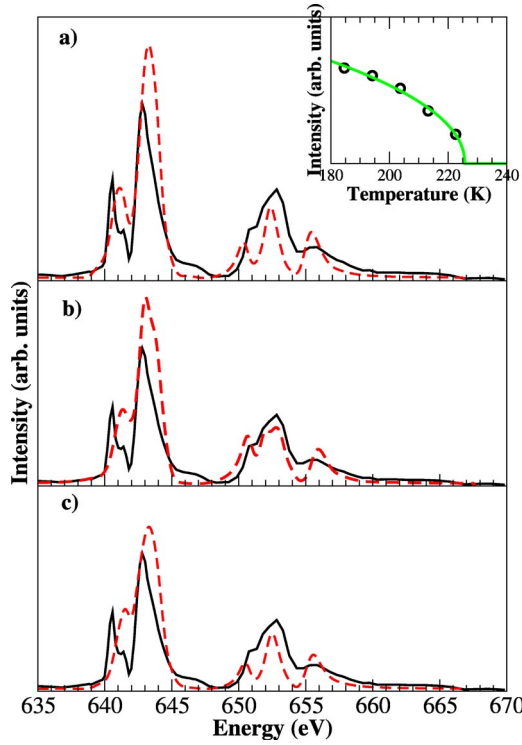 a)
Intensity (arb. units)
180 200 220 240
Temperature (K)
b)
Intensity (arb. units)
c)
635 640 645 650 655 660 665 670
Energy (eV)